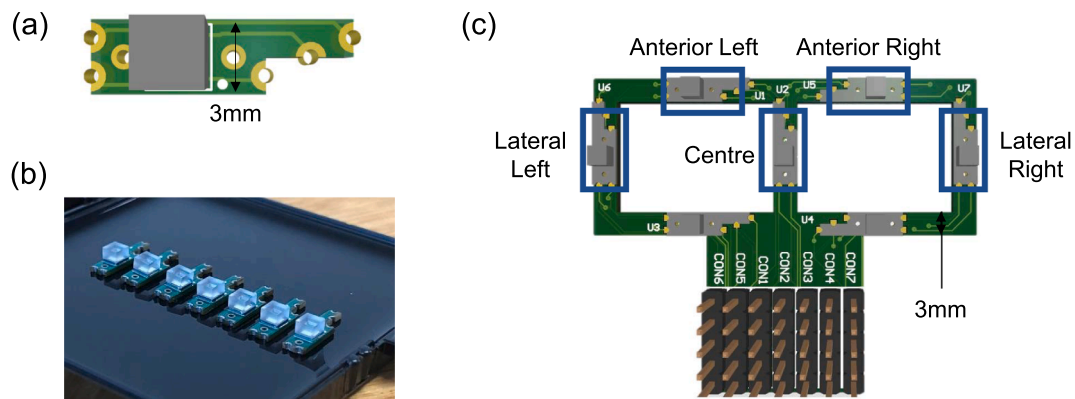 (a)
3mm
(b)
(c)
Anterior Left
Anterior Right
U6
U1
U2
U5
U7
Lateral
Left
Centre
Lateral
Right
U3
U4
CON6
CON5
CON1
CON2
CON3
CON4
CON7
3mm